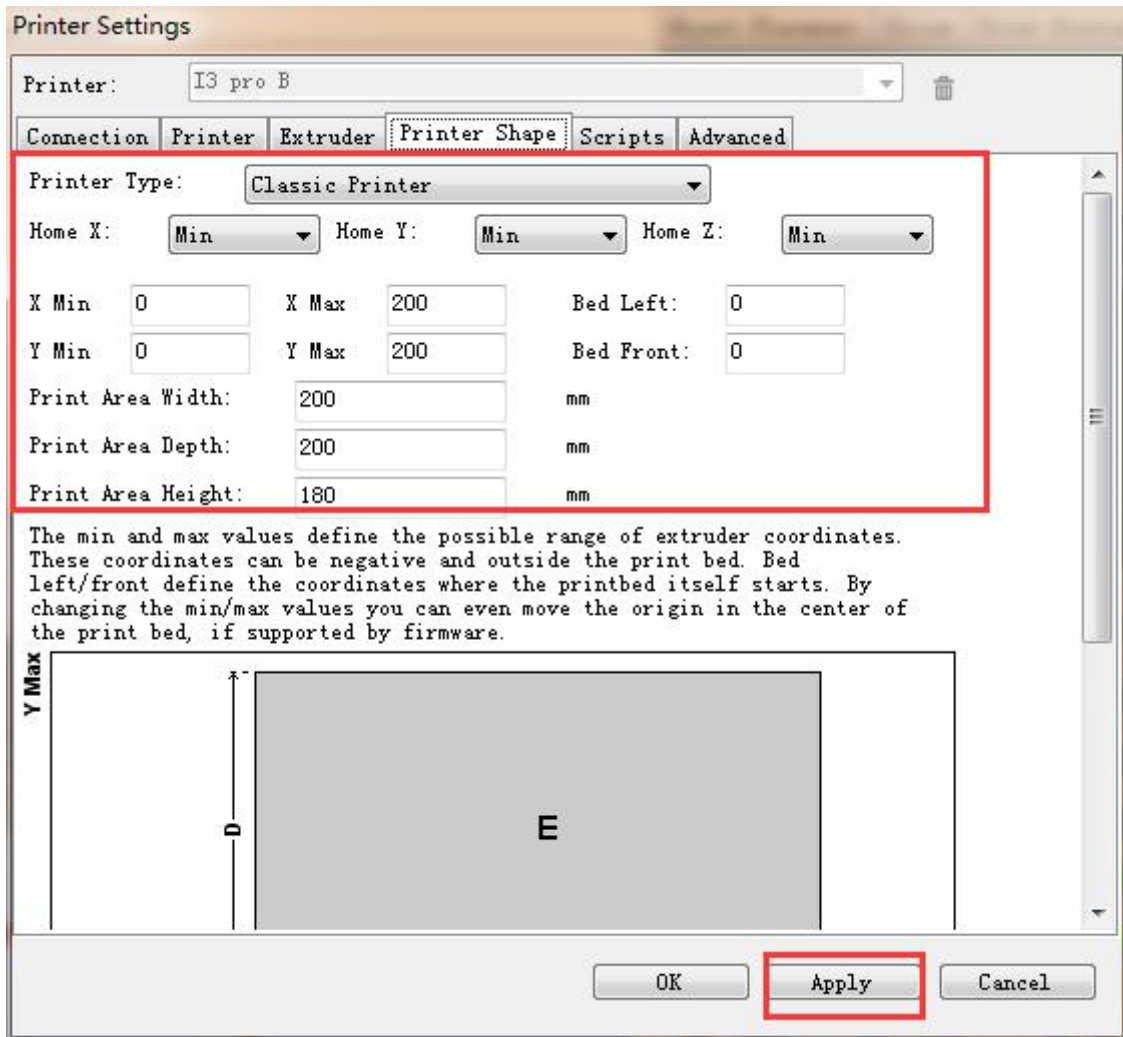 Printer Settings
Printer: I3 pro B
Connection Printer Extruder Printer Shape Scripts Advanced
Printer Type: Classic Printer
Home X: Min Home Y: Min Home Z: Min
X Min 0 X Max 200 Bed Left: 0
Y Min 0 Y Max 200 Bed Front: 0
Print Area Width: 200 mm
Print Area Depth: 200 mm
Print Area Height: 180 mm
The min and max values define the possible range of extruder coordinates.
These coordinates can be negative and outside the print bed. Bed
left/front define the coordinates where the printbed itself starts. By
changing the min/max values you can even move the origin in the center of
the print bed, if supported by firmware.
Y Max
D
E
OK Apply Cancel